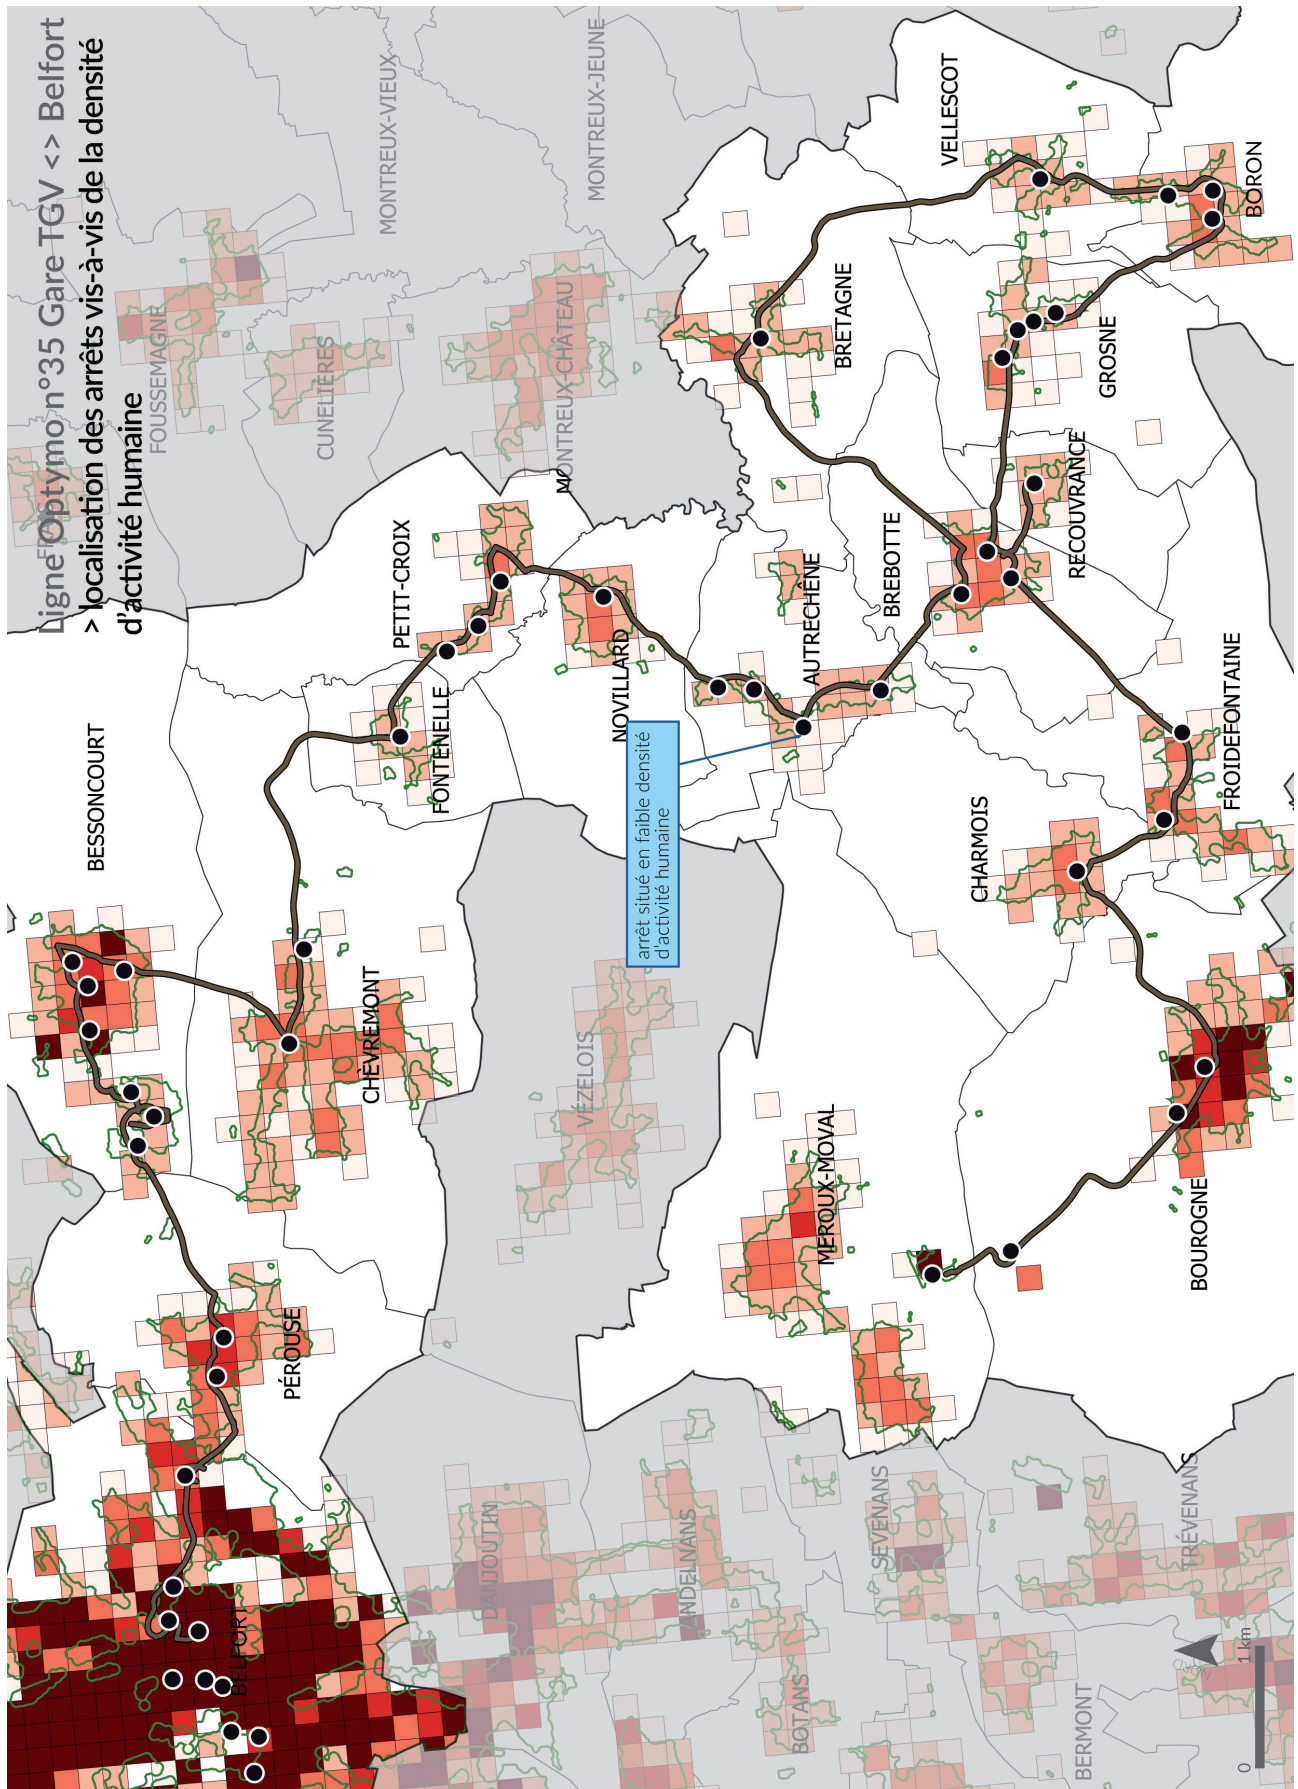 Ligne Optymo n°35 Gare TGV <> Belfort
> localisation des arrêts vis-à-vis de la densité
d'activité humaine
FOUSSEMAGNE
CUNELIÈRES
MONTREUX-VIEUX
MONTREUX-JEUNE
MONTREUX-CHÂTEAU
BESSONCOURT
PETIT-CROIX
FONTENELLE
NOVILLARD
CHÈVREMONT
PÉROUSE
BELFORT
VÉZELOIS
arrêt situé en faible densité
d'activité humaine
AUTRECHÊNE
BREBOTTE
BRETAGNE
VELLESCOT
GROSNE
BORON
RECOUVRANCE
FROIDEFONTAINE
CHARMOIS
MEROUX-MOVAL
BOUROGNE
DANJOUTIN
ANDELNANS
SEVENANS
TRÉVENANS
BOTANS
BERMONT
0
1 km